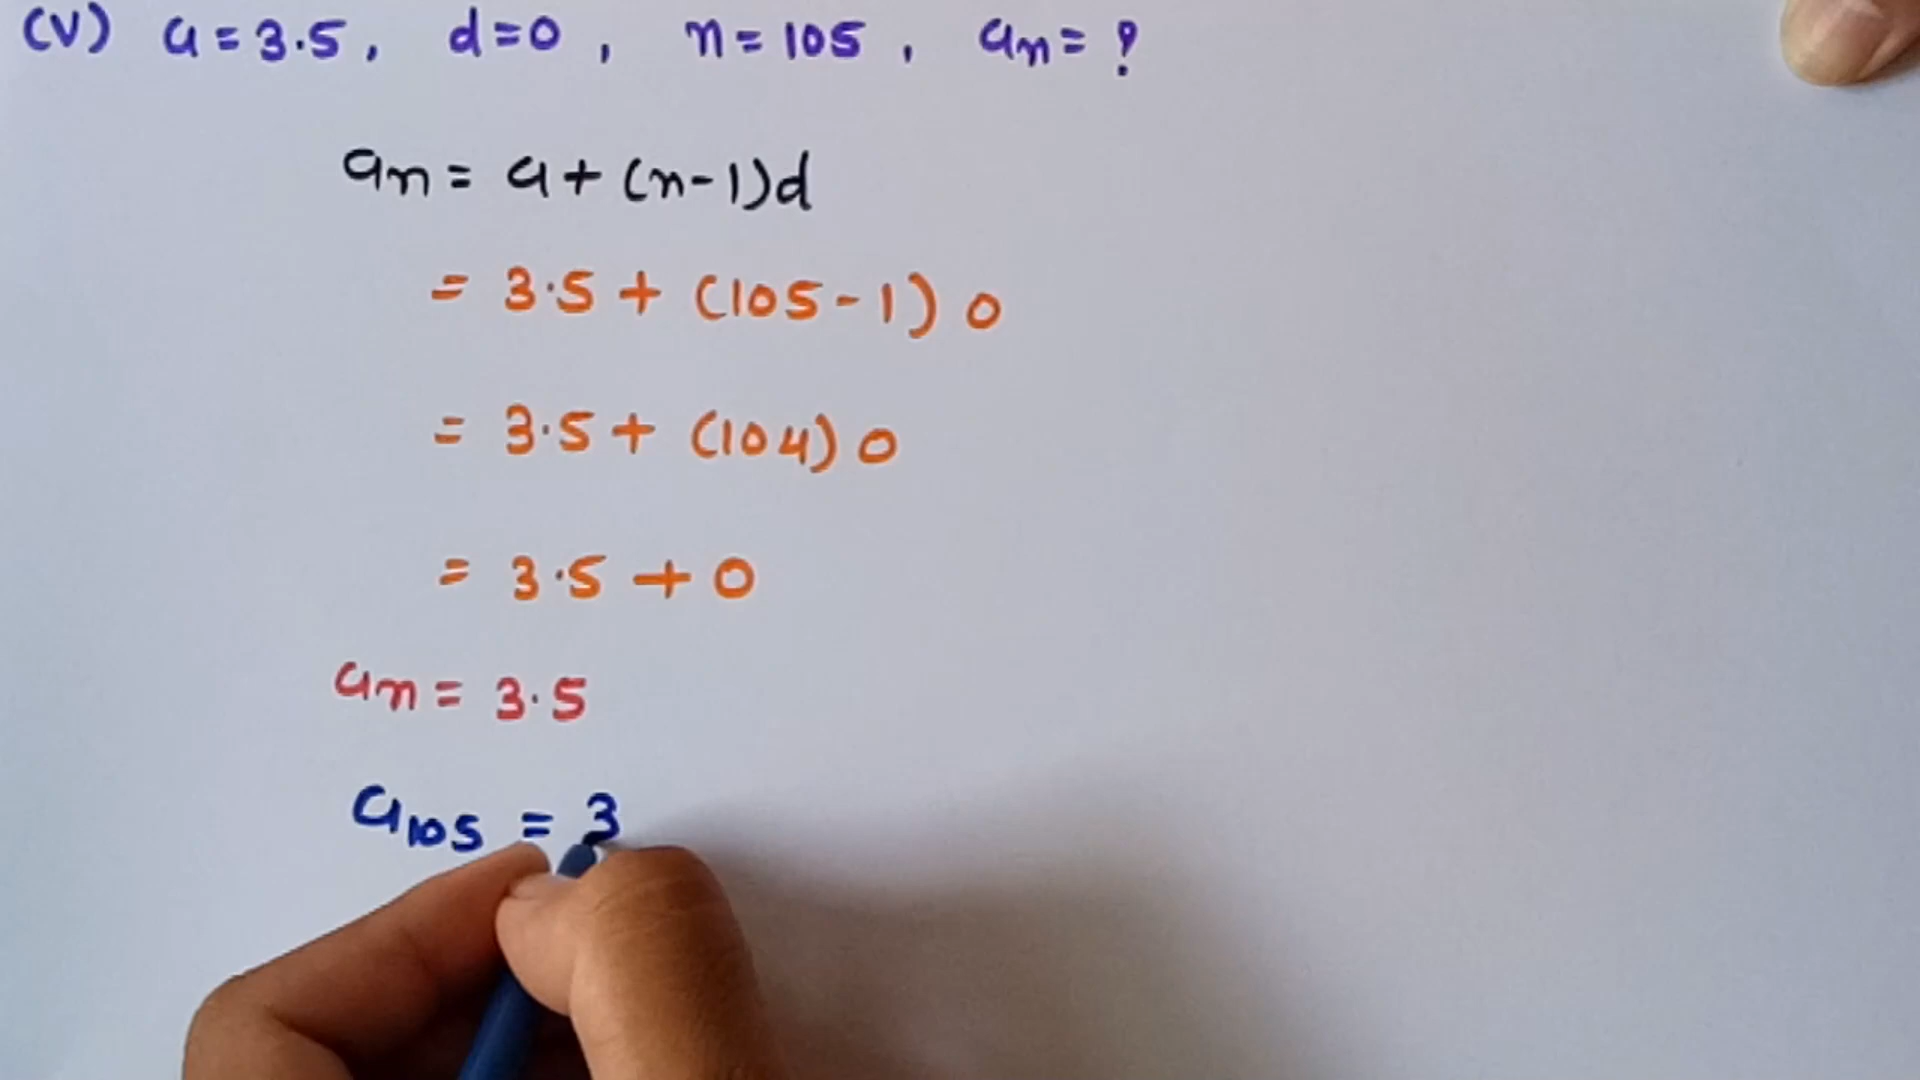 (V) a = 3.5, d = 0, n = 105, an = ?
an = a + (n - 1)d
= 3.5 + (105 - 1) 0
= 3.5 + (104) 0
= 3.5 + 0
an = 3.5
a105 = 3